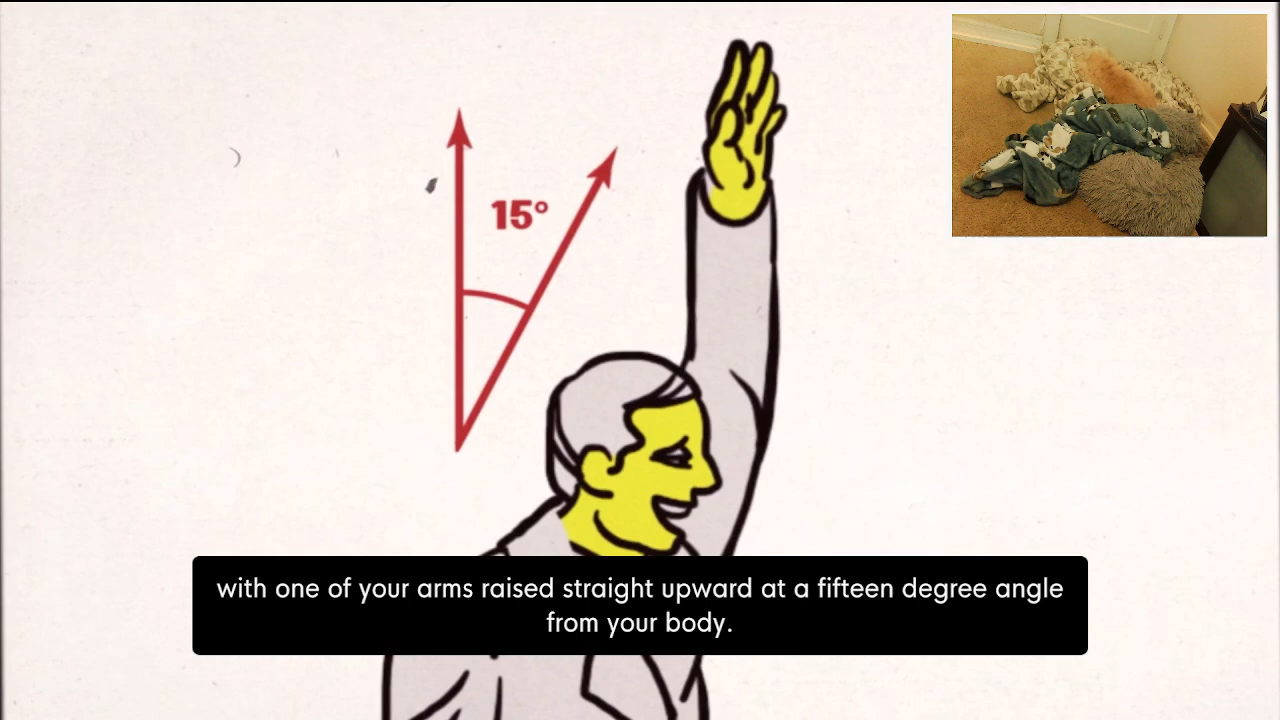 15°
with one of your arms raised straight upward at a fifteen degree angle
from your body.